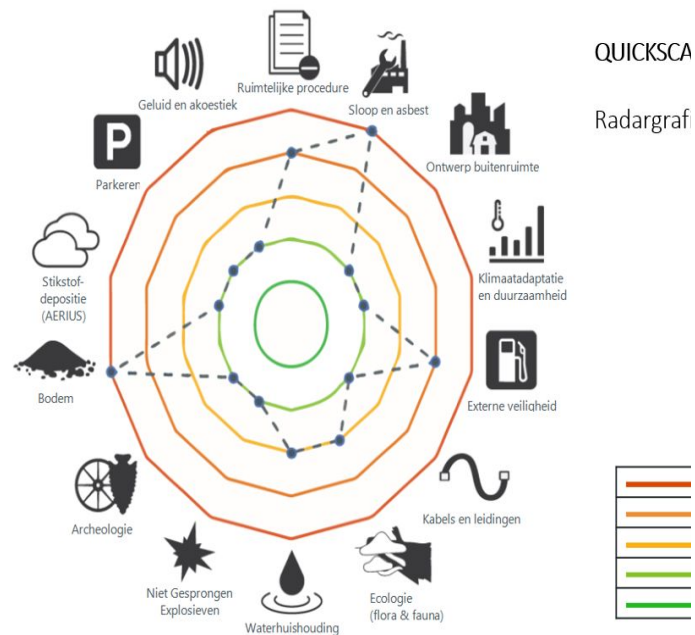 QUICKSCA
Radargrafi
Ruimtelijke procedure
Geluid en akoestiek
Sloop en asbest
P
Ontwerp buitenruimte
Parkeren
Stikstof-
depositie
(AERIUS)
Klimaatadaptatie
en duurzaamheid
Bodem
Externe veiligheid
Archeologie
Kabels en leidingen
Niet Gesprongen
Explosieven
Ecologie
(flora & fauna)
Waterhuishouding